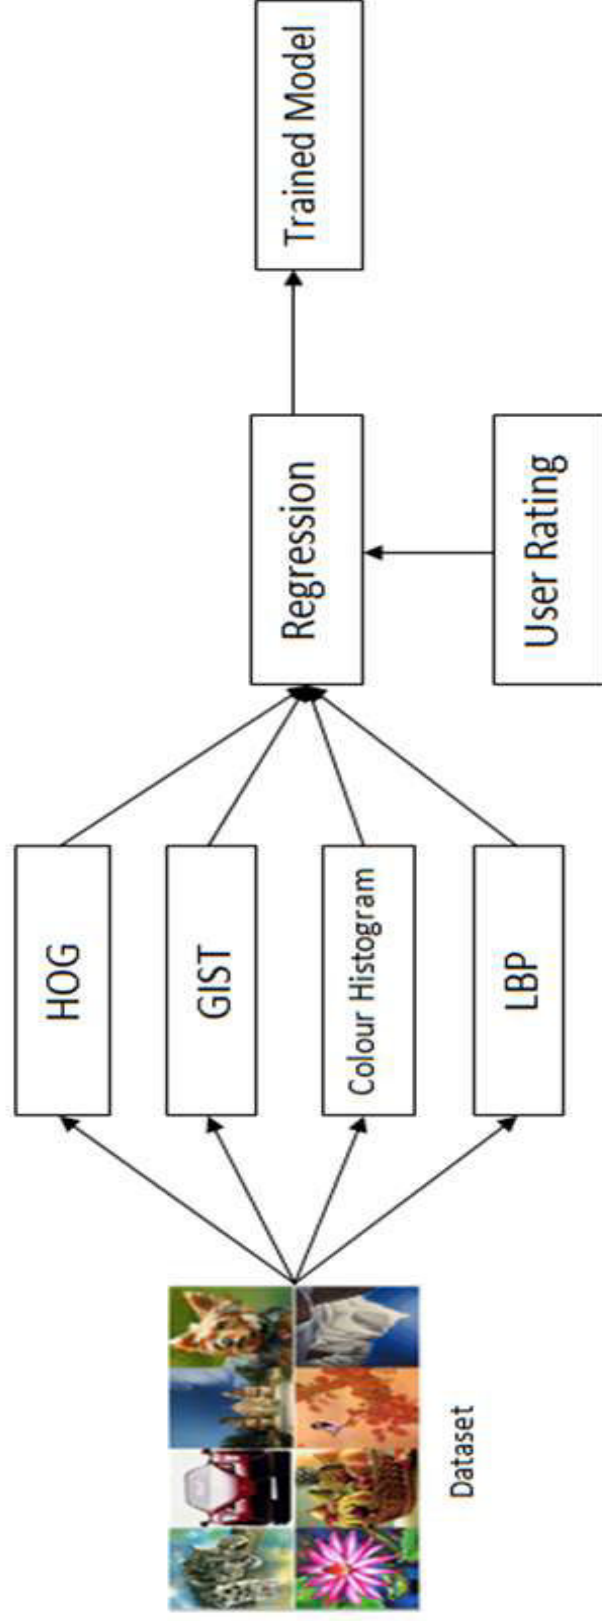 Dataset
HOG
GIST
Colour Histogram
LBP
Regression
User Rating
Trained Model